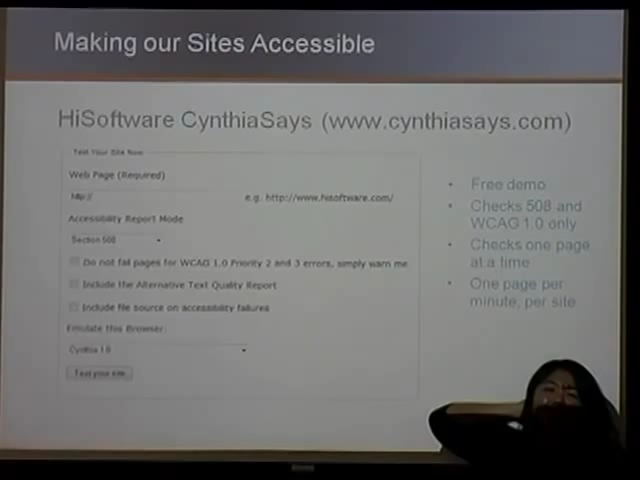 Making our Sites Accessible
HiSoftware CynthiaSays (www.cynthiasays.com)
Test Your Site Now
Web Page (Required)
http://
e.g. http://www.hisoftware.com/
Accessibility Report Mode
Section 508
Do not fail pages for WCAG 1.0 Priority 2 and 3 errors, simply warn me
Include the Alternative Text Quality Report
Include file source on accessibility failures
Emulate this Browser:
Cynthia 1.0
Test your site
• Free demo
• Checks 508 and
WCAG 1.0 only
• Checks one page
at a time
• One page per
minute, per site